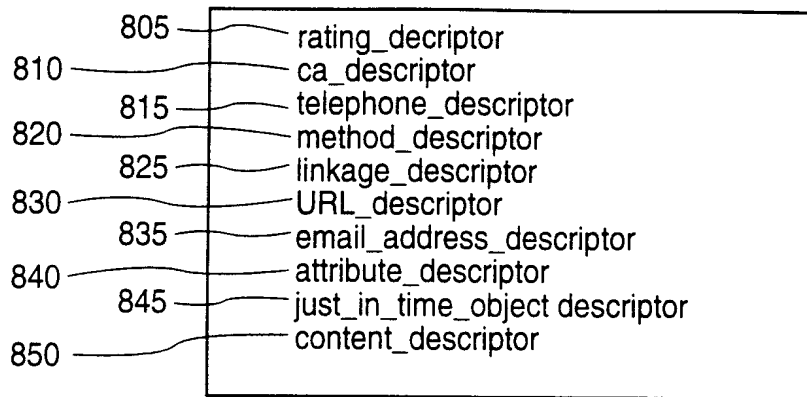 805 rating_decriptor
810 ca_descriptor
815 telephone_descriptor
820 method_descriptor
825 linkage_descriptor
830 URL_descriptor
835 email_address_descriptor
840 attribute_descriptor
845 just_in_time_object descriptor
850 content_descriptor